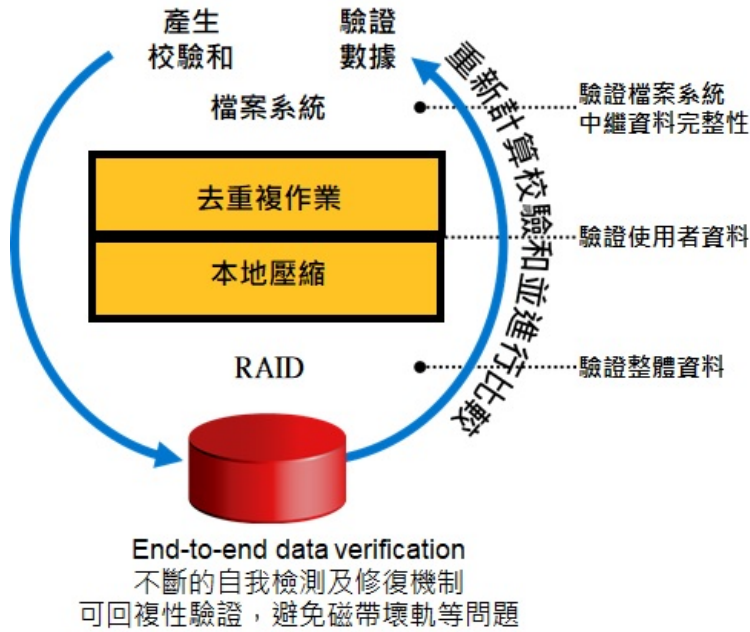 產生
校驗和
驗證
數據
重新計算校驗和並進行比較
檔案系統
驗證檔案系統
中繼資料完整性
去重複作業
驗證使用者資料
本地壓縮
RAID
驗證整體資料
End-to-end data verification
不斷的自我檢測及修復機制
可回複性驗證，避免磁帶壞軌等問題